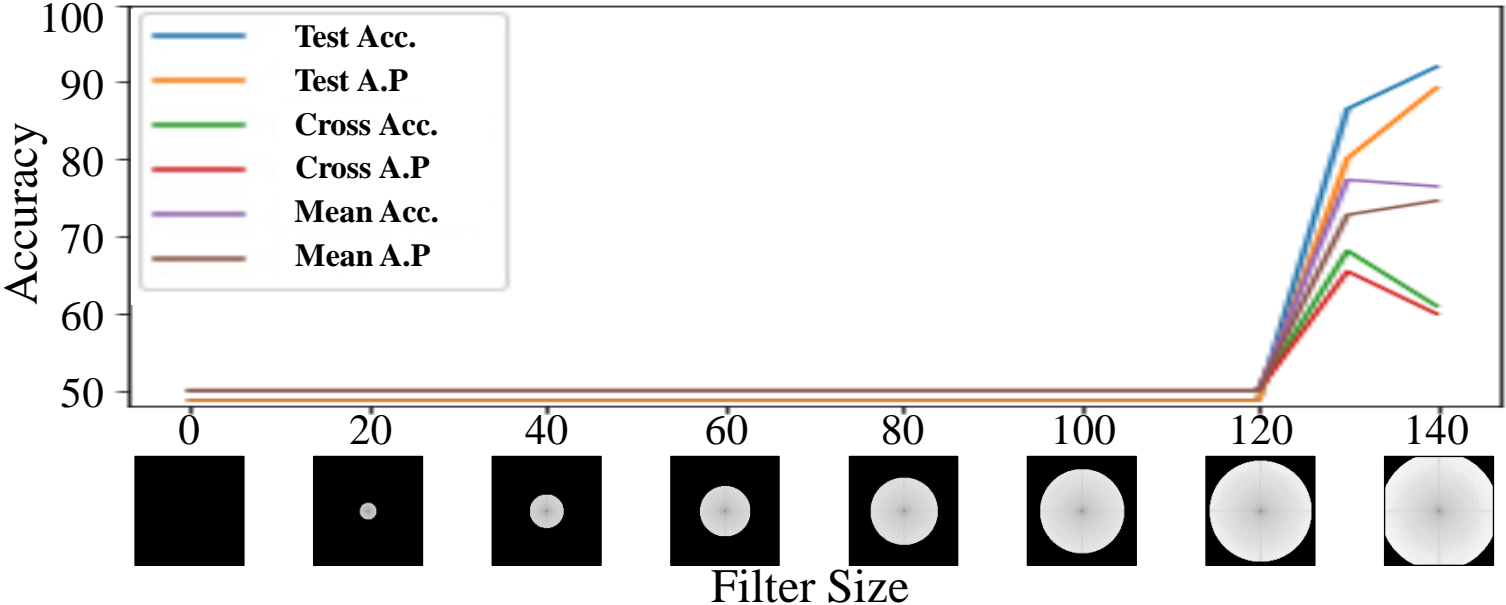 100
90
80
70
60
50
Accuracy
Test Acc.
Test A.P
Cross Acc.
Cross A.P
Mean Acc.
Mean A.P
0 20 40 60 80 100 120 140
Filter Size